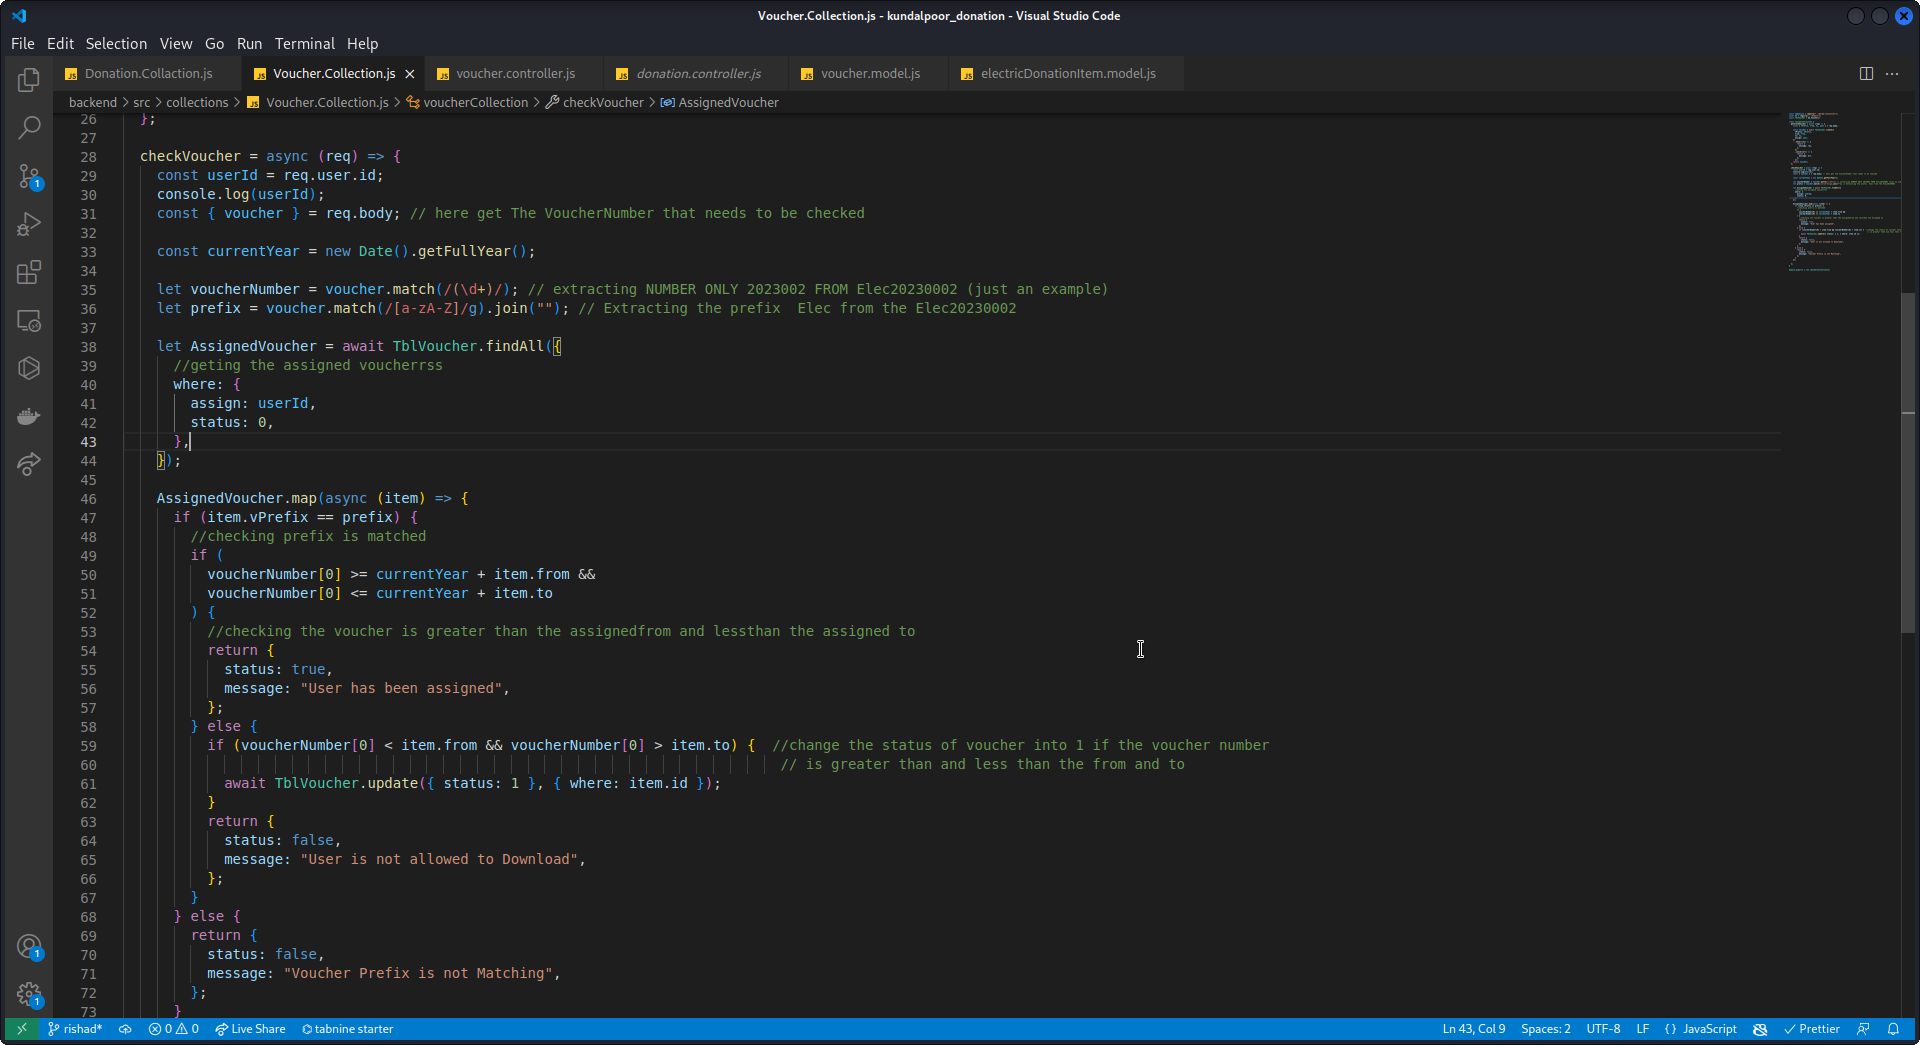 Voucher.Collection.js - kundalpoor_donation - Visual Studio Code
File Edit Selection View Go Run Terminal Help
JS Donation.Collaction.js JS Voucher.Collection.js JS voucher.controller.js JS donation.controller.js JS voucher.model.js JS electricDonationItem.model.js
backend > src > collections > JS Voucher.Collection.js > voucherCollection > checkVoucher > AssignedVoucher
26 };
27
28 checkVoucher = async (req) => {
29 const userId = req.user.id;
30 console.log(userId);
31 const { voucher } = req.body; // here get The VoucherNumber that needs to be checked
32
33 const currentYear = new Date().getFullYear();
34
35 let voucherNumber = voucher.match(/(\d+)/); // extracting NUMBER ONLY 2023002 FROM Elec20230002 (just an example)
36 let prefix = voucher.match(/[a-zA-Z]/g).join(""); // Extracting the prefix  Elec from the Elec20230002
37
38 let AssignedVoucher = await TblVoucher.findAll({
39 //geting the assigned voucherrss
40 where: {
41 assign: userId,
42 status: 0,
43 },
44 });
45
46 AssignedVoucher.map(async (item) => {
47 if (item.vPrefix == prefix) {
48 //checking prefix is matched
49 if (
50 voucherNumber[0] >= currentYear + item.from &&
51 voucherNumber[0] <= currentYear + item.to
52 ) {
53 //checking the voucher is greater than the assignedfrom and lessthan the assigned to
54 return {
55 status: true,
56 message: "User has been assigned",
57 };
58 } else {
59 if (voucherNumber[0] < item.from && voucherNumber[0] > item.to) {  //change the status of voucher into 1 if the voucher number
60 // is greater than and less than the from and to
61 await TblVoucher.update({ status: 1 }, { where: item.id });
62 }
63 return {
64 status: false,
65 message: "User is not allowed to Download",
66 };
67 }
68 } else {
69 return {
70 status: false,
71 message: "Voucher Prefix is not Matching",
72 };
73 }
1
1
1
rishad* 0 0 Live Share tabnine starter Ln 43, Col 9 Spaces: 2 UTF-8 LF {} JavaScript Prettier